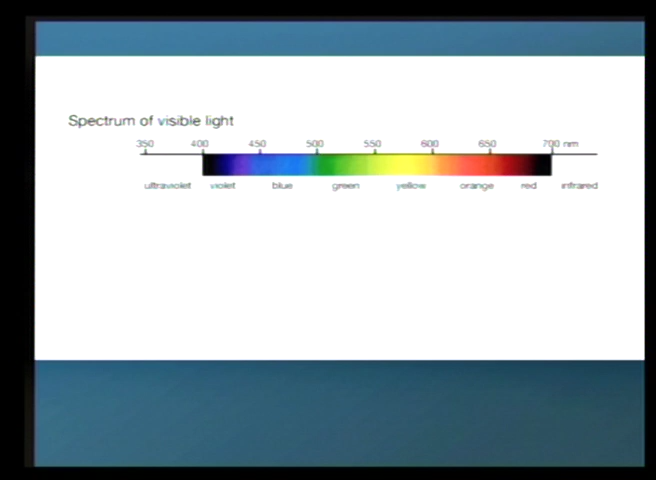 Spectrum of visible light
350 400 450 500 550 600 650 700 nm
ultraviolet violet blue green yellow orange red infrared